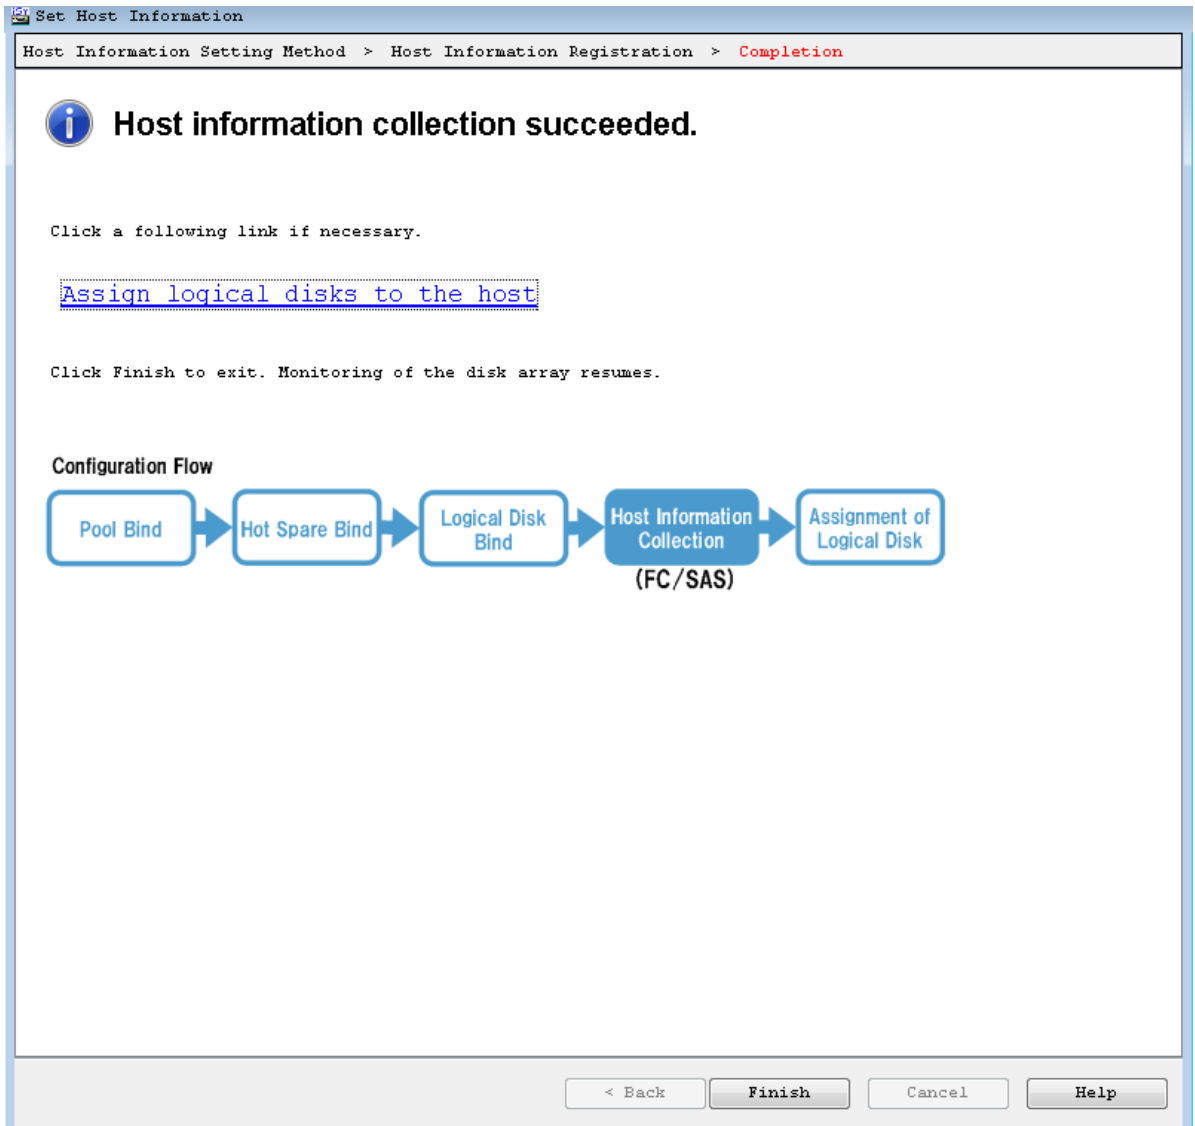 Set Host Information
Host Information Setting Method > Host Information Registration > Completion
Host information collection succeeded.
Click a following link if necessary.
Assign logical disks to the host
Click Finish to exit. Monitoring of the disk array resumes.
Configuration Flow
Pool Bind
Hot Spare Bind
Logical Disk
Bind
Host Information
Collection
(FC/SAS)
Assignment of
Logical Disk
< Back
Finish
Cancel
Help